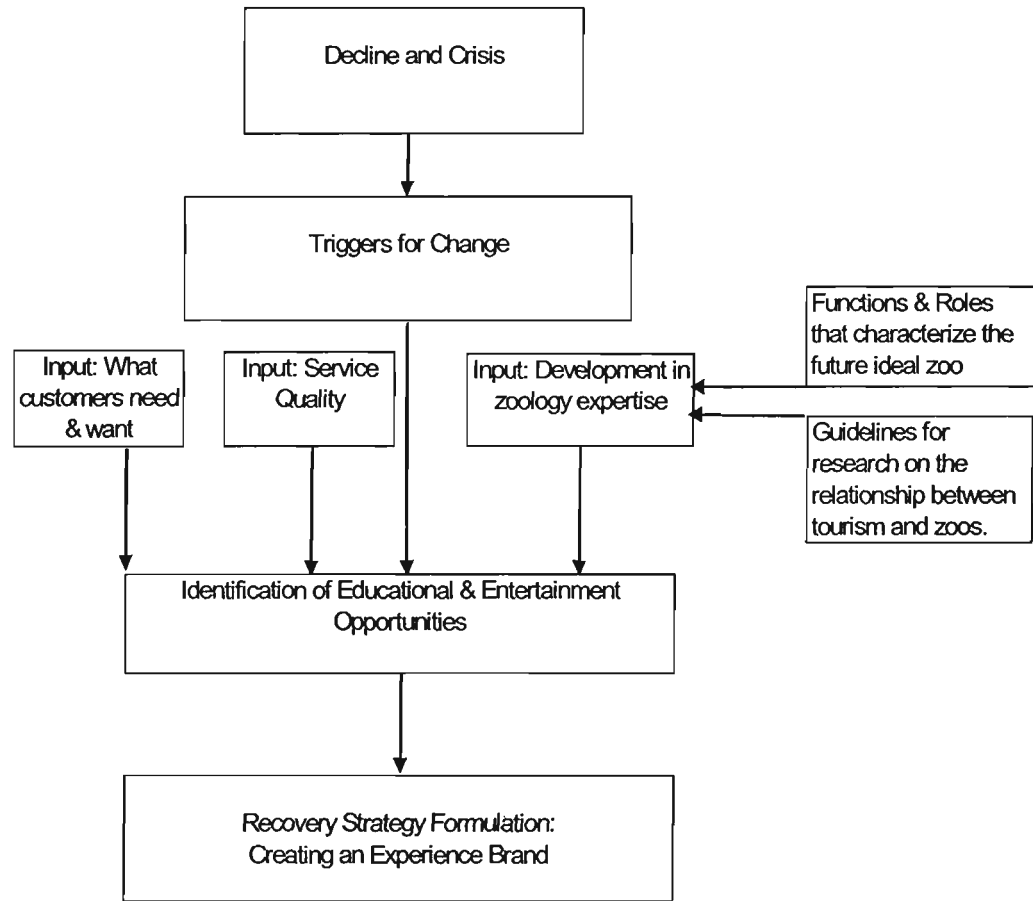 Decline and Crisis
Triggers for Change
Functions & Roles
that characterize the
future ideal zoo
Input: What
customers need
& want
Input: Service
Quality
Input: Development in
zoology expertise
Guidelines for
research on the
relationship between
tourism and zoos.
Identification of Educational & Entertainment
Opportunities
Recovery Strategy Formulation:
Creating an Experience Brand